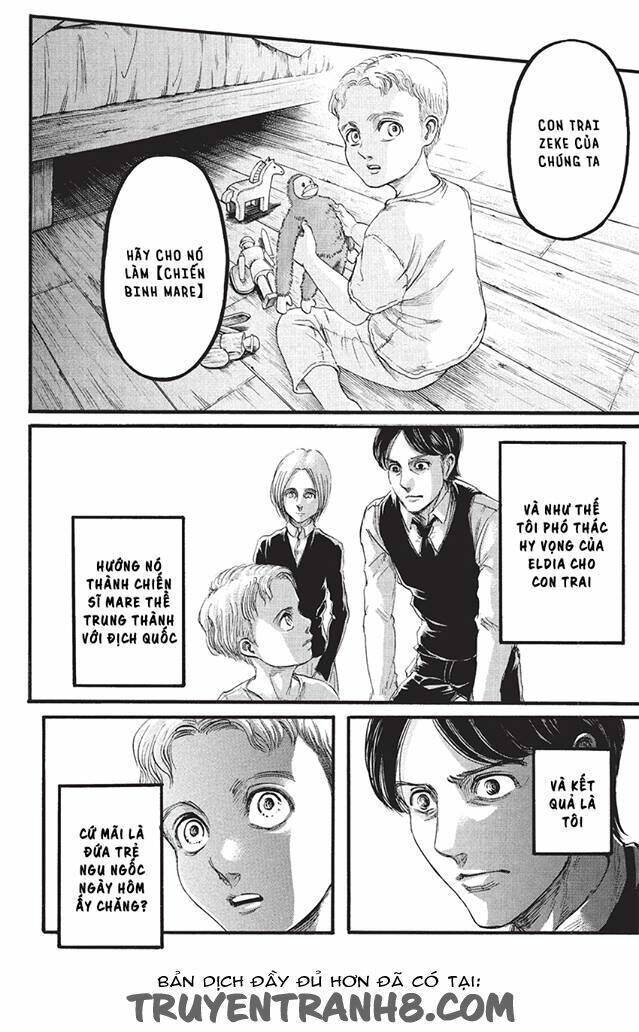 CON TRAI
ZEKE CỦA
CHÚNG TA
HÃY CHO NÓ
LÀM【CHIẾN
BINH MARE】
VÀ NHƯ THẾ
TÔI PHÓ THÁC
HY VỌNG CỦA
ELDIA CHO
CON TRAI
HƯỚNG NÓ
THÀNH CHIẾN
SĨ MARE THỀ
TRUNG THÀNH
VỚI ĐỊCH QUỐC
VÀ KẾT
QUẢ LÀ
TÔI
CỨ MÃI LÀ
ĐỨA TRẺ
NGU NGỐC
NGÀY HÔM
ẤY CHĂNG?
BẢN DỊCH ĐẦY ĐỦ HƠN ĐÃ CÓ TẠI:
TRUYENTRANH8.COM